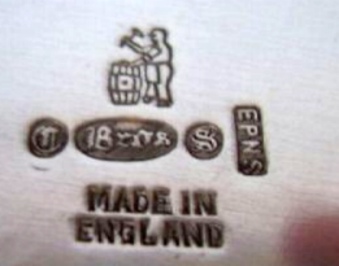 C Bros S EPNS
MADE IN
ENGLAND